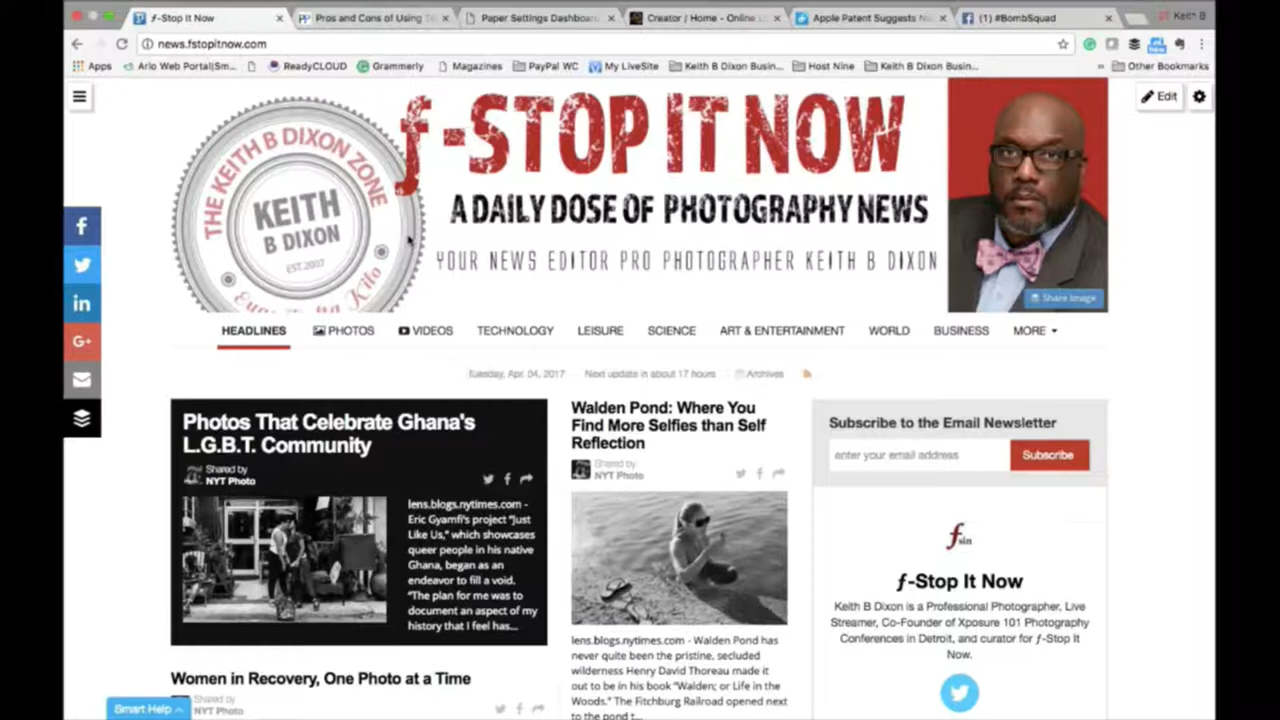 ƒ-Stop It Now
Pros and Cons of Using
Paper Settings Dashboard
Creator / Home - Online
Apple Patent Suggests
(1) #BombSquad
Keith B
news.fstopitnow.com
Apps
Arlo Web Portal|Sm...
ReadyCLOUD
Grammerly
Magazines
PayPal WC
My LiveSite
Keith B Dixon Busin...
Host Nine
Keith B Dixon Busin...
»
Other Bookmarks
THE KEITH B DIXON ZONE
KEITH
B DIXON
EST.2007
ƒ-STOP IT NOW
A DAILY DOSE OF PHOTOGRAPHY NEWS
YOUR NEWS EDITOR PRO PHOTOGRAPHER KEITH B DIXON
Share Image
Edit
HEADLINES
PHOTOS
VIDEOS
TECHNOLOGY
LEISURE
SCIENCE
ART & ENTERTAINMENT
WORLD
BUSINESS
MORE
Tuesday, Apr. 04, 2017
Next update in about 17 hours
Archives
Photos That Celebrate Ghana's
L.G.B.T. Community
Shared by
NYT Photo
lens.blogs.nytimes.com -
Eric Gyamfi's project "Just
Like Us," which showcases
queer people in his native
Ghana, began as an
endeavor to fill a void.
"The plan for me was to
document an aspect of my
history that I feel has...
Women in Recovery, One Photo at a Time
Shared by
NYT Photo
Walden Pond: Where You
Find More Selfies than Self
Reflection
Shared by
NYT Photo
lens.blogs.nytimes.com - Walden Pond has
never quite been the pristine, secluded
wilderness Henry David Thoreau made it
out to be in his book "Walden; or Life in the
Woods." The Fitchburg Railroad opened next
to the pond t...
Subscribe to the Email Newsletter
enter your email address
Subscribe
ƒsin
ƒ-Stop It Now
Keith B Dixon is a Professional Photographer, Live
Streamer, Co-Founder of Xposure 101 Photography
Conferences in Detroit, and curator for ƒ-Stop It
Now.
G+
Smart Help